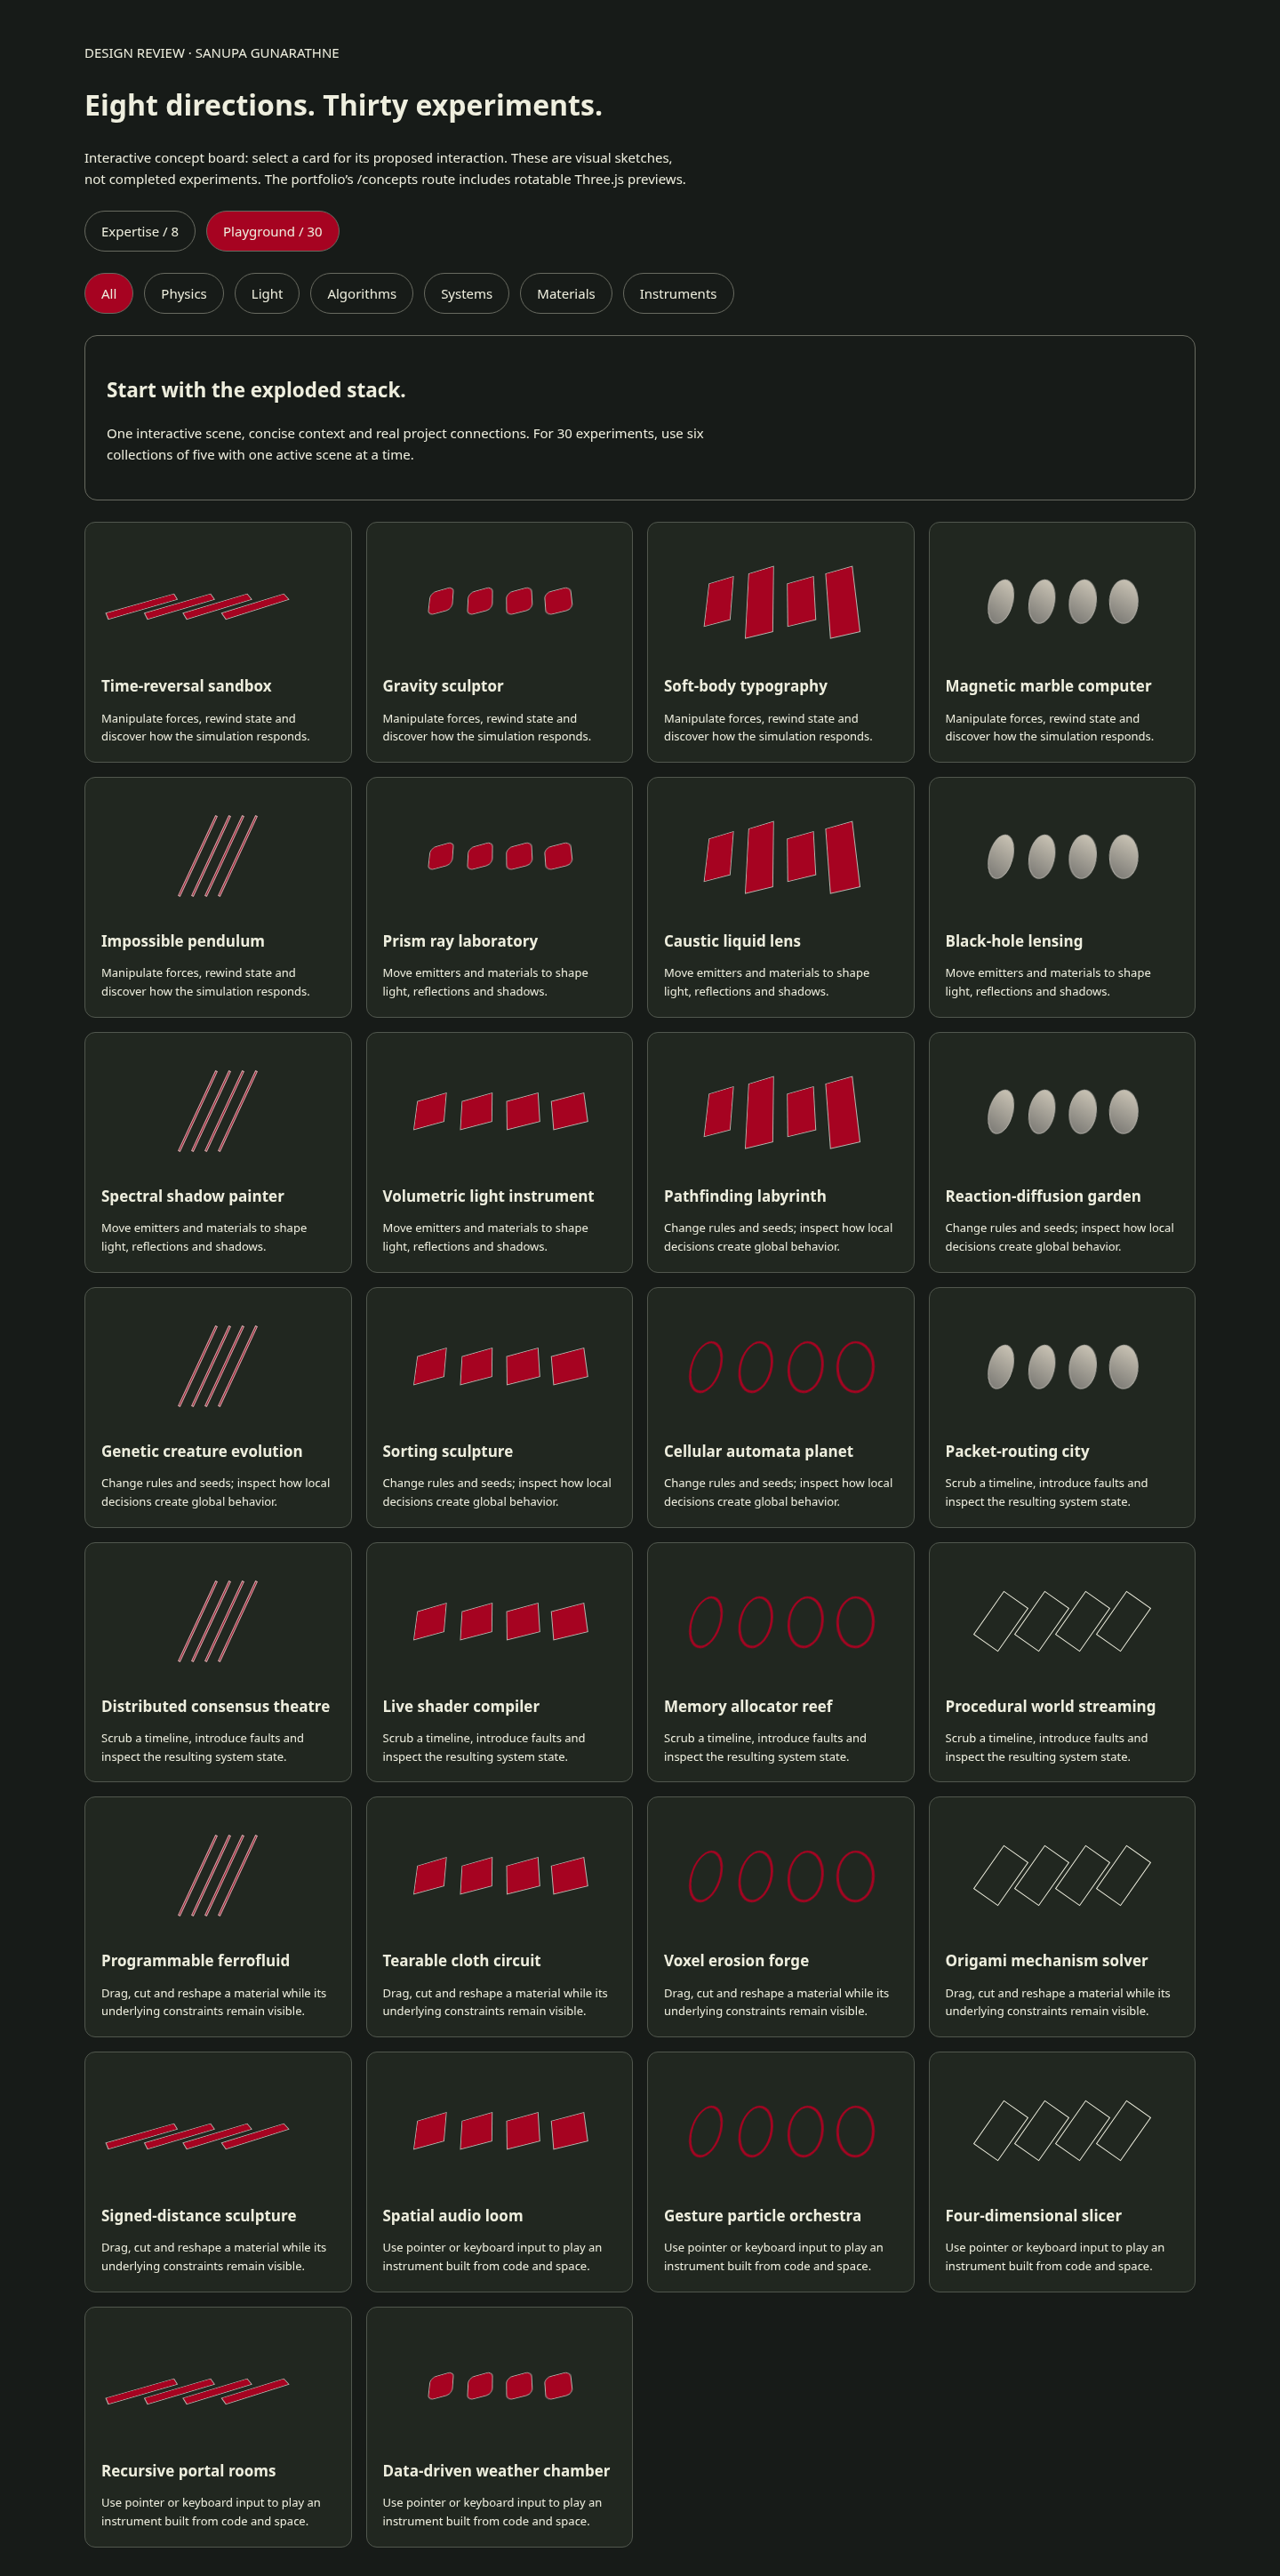 DESIGN REVIEW · SANUPA GUNARATHNE
Eight directions. Thirty experiments.
Interactive concept board: select a card for its proposed interaction. These are visual sketches,
not completed experiments. The portfolio's /concepts route includes rotatable Three.js previews.
Expertise / 8
Playground / 30
All
Physics
Light
Algorithms
Systems
Materials
Instruments
Start with the exploded stack.
One interactive scene, concise context and real project connections. For 30 experiments, use six
collections of five with one active scene at a time.
Time-reversal sandbox
Manipulate forces, rewind state and
discover how the simulation responds.
Gravity sculptor
Manipulate forces, rewind state and
discover how the simulation responds.
Soft-body typography
Manipulate forces, rewind state and
discover how the simulation responds.
Magnetic marble computer
Manipulate forces, rewind state and
discover how the simulation responds.
Impossible pendulum
Manipulate forces, rewind state and
discover how the simulation responds.
Prism ray laboratory
Move emitters and materials to shape
light, reflections and shadows.
Caustic liquid lens
Move emitters and materials to shape
light, reflections and shadows.
Black-hole lensing
Move emitters and materials to shape
light, reflections and shadows.
Spectral shadow painter
Move emitters and materials to shape
light, reflections and shadows.
Volumetric light instrument
Move emitters and materials to shape
light, reflections and shadows.
Pathfinding labyrinth
Change rules and seeds; inspect how local
decisions create global behavior.
Reaction-diffusion garden
Change rules and seeds; inspect how local
decisions create global behavior.
Genetic creature evolution
Change rules and seeds; inspect how local
decisions create global behavior.
Sorting sculpture
Change rules and seeds; inspect how local
decisions create global behavior.
Cellular automata planet
Change rules and seeds; inspect how local
decisions create global behavior.
Packet-routing city
Scrub a timeline, introduce faults and
inspect the resulting system state.
Distributed consensus theatre
Scrub a timeline, introduce faults and
inspect the resulting system state.
Live shader compiler
Scrub a timeline, introduce faults and
inspect the resulting system state.
Memory allocator reef
Scrub a timeline, introduce faults and
inspect the resulting system state.
Procedural world streaming
Scrub a timeline, introduce faults and
inspect the resulting system state.
Programmable ferrofluid
Drag, cut and reshape a material while its
underlying constraints remain visible.
Tearable cloth circuit
Drag, cut and reshape a material while its
underlying constraints remain visible.
Voxel erosion forge
Drag, cut and reshape a material while its
underlying constraints remain visible.
Origami mechanism solver
Drag, cut and reshape a material while its
underlying constraints remain visible.
Signed-distance sculpture
Drag, cut and reshape a material while its
underlying constraints remain visible.
Spatial audio loom
Use pointer or keyboard input to play an
instrument built from code and space.
Gesture particle orchestra
Use pointer or keyboard input to play an
instrument built from code and space.
Four-dimensional slicer
Use pointer or keyboard input to play an
instrument built from code and space.
Recursive portal rooms
Use pointer or keyboard input to play an
instrument built from code and space.
Data-driven weather chamber
Use pointer or keyboard input to play an
instrument built from code and space.